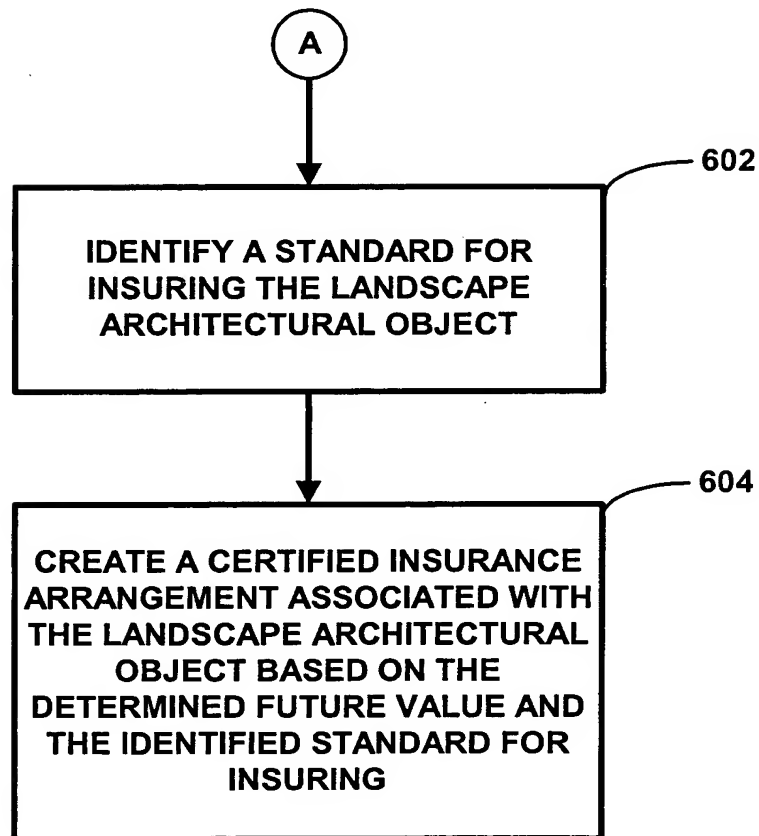 A
602
IDENTIFY A STANDARD FOR
INSURING THE LANDSCAPE
ARCHITECTURAL OBJECT
604
CREATE A CERTIFIED INSURANCE
ARRANGEMENT ASSOCIATED WITH
THE LANDSCAPE ARCHITECTURAL
OBJECT BASED ON THE
DETERMINED FUTURE VALUE AND
THE IDENTIFIED STANDARD FOR
INSURING